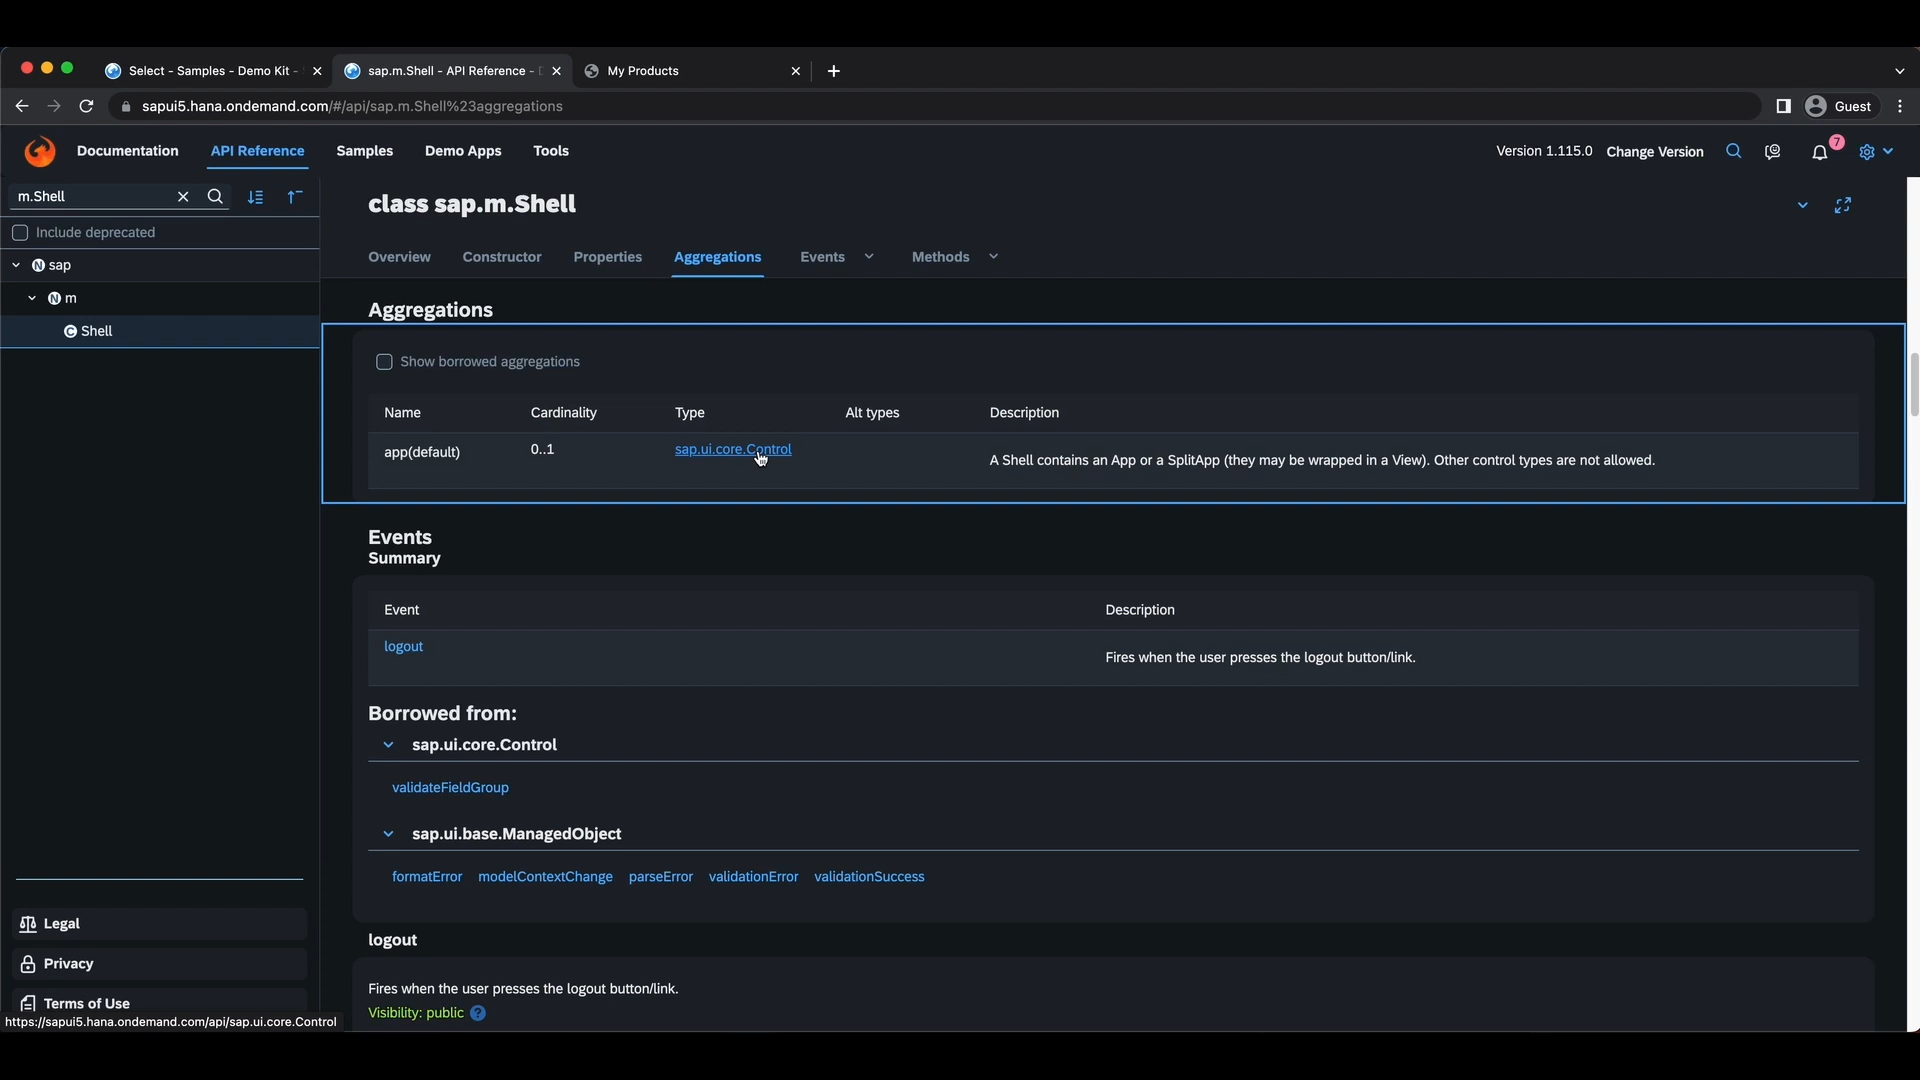 Select - Samples - Demo Kit -
sap.m.Shell - API Reference -
My Products
sapui5.hana.ondemand.com/#/api/sap.m.Shell%23aggregations
Guest
Documentation
API Reference
Samples
Demo Apps
Tools
Version 1.115.0
Change Version
7
m.Shell
Include deprecated
N sap
N m
C Shell
class sap.m.Shell
Overview
Constructor
Properties
Aggregations
Events
Methods
Aggregations
Show borrowed aggregations
Name
Cardinality
Type
Alt types
Description
app(default)
0..1
sap.ui.core.Control
A Shell contains an App or a SplitApp (they may be wrapped in a View). Other control types are not allowed.
Events
Summary
Event
Description
logout
Fires when the user presses the logout button/link.
Borrowed from:
sap.ui.core.Control
validateFieldGroup
sap.ui.base.ManagedObject
formatError modelContextChange parseError validationError validationSuccess
logout
Fires when the user presses the logout button/link.
Visibility: public ?
Legal
Privacy
Terms of Use
https://sapui5.hana.ondemand.com/api/sap.ui.core.Control